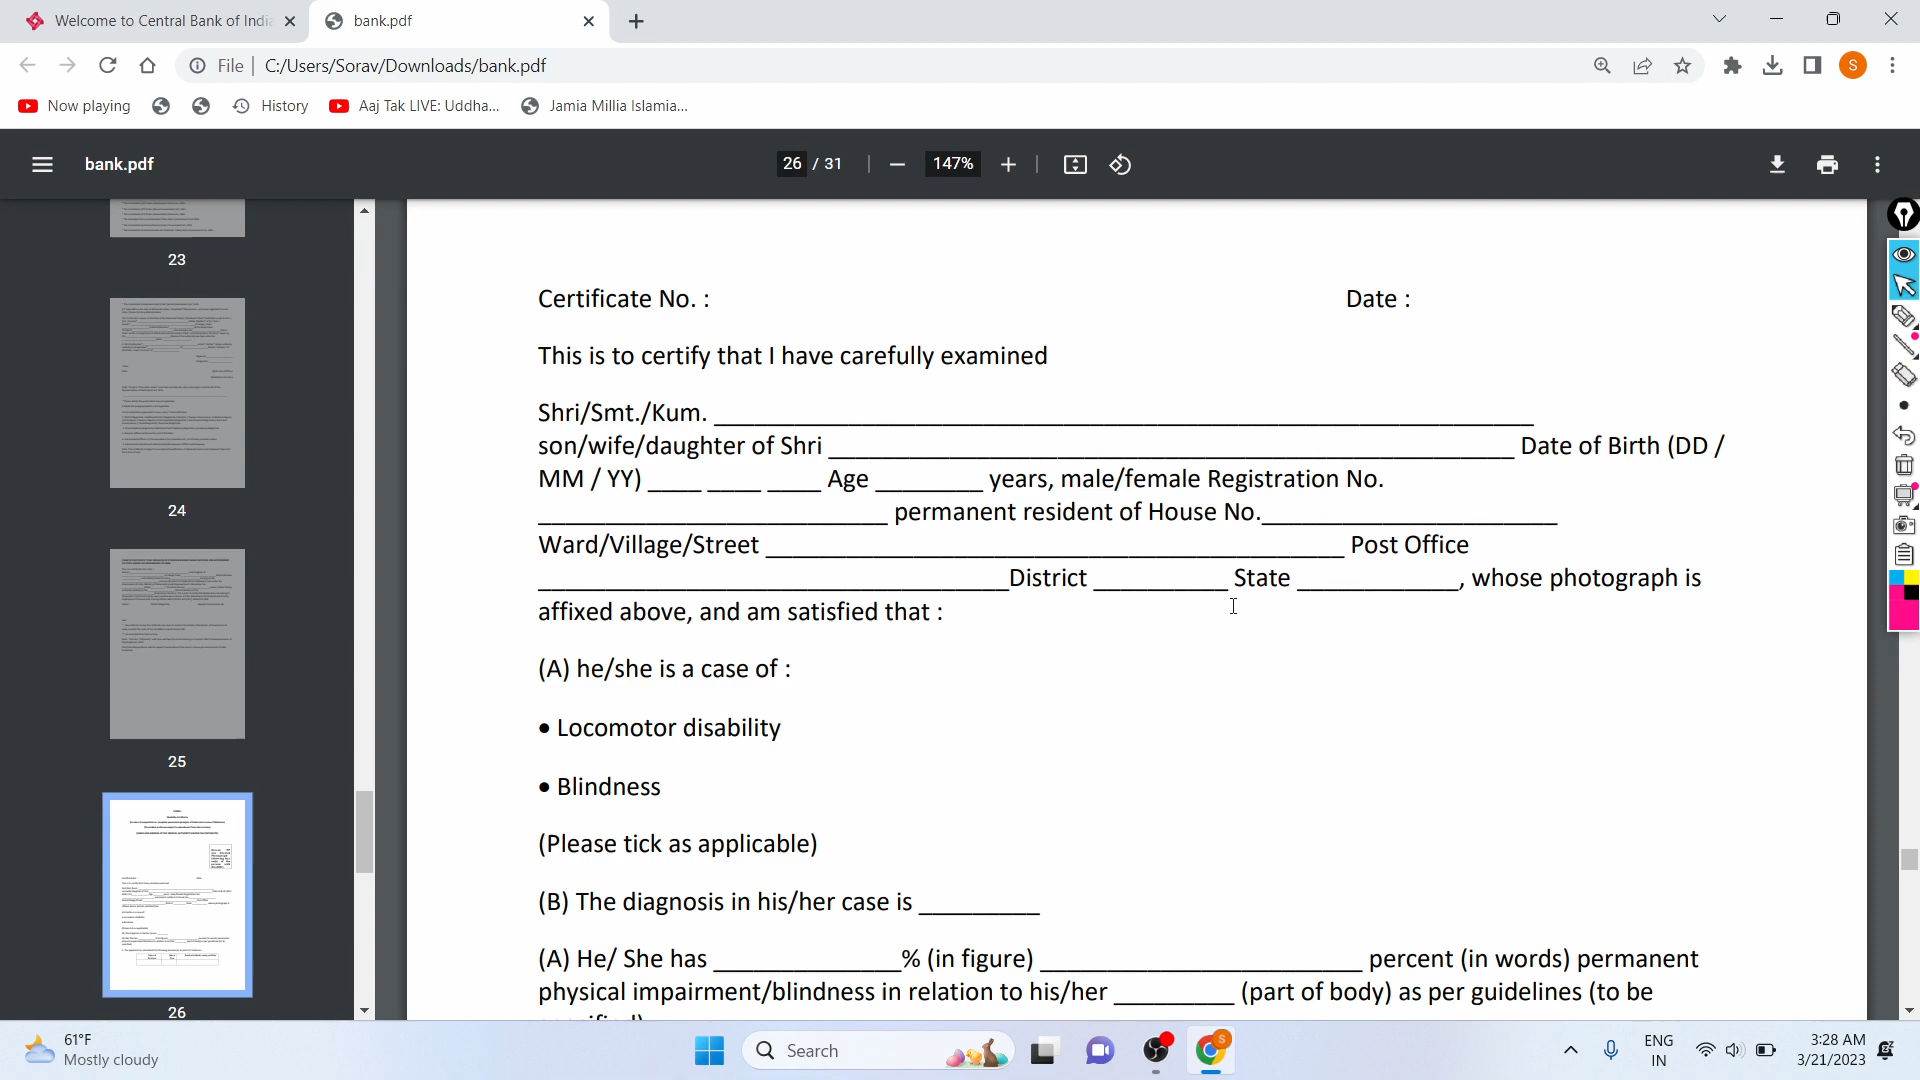 Welcome to Central Bank of India
bank.pdf
File
C:/Users/Sorav/Downloads/bank.pdf
S
Now playing
History
Aaj Tak LIVE: Uddha...
Jamia Millia Islamia...
bank.pdf
26 / 31
147%
23
24
25
26
Certificate No. :
Date :
This is to certify that I have carefully examined
Shri/Smt./Kum. ____
son/wife/daughter of Shri ____ Date of Birth (DD /
MM / YY) ____ ____ ____ Age ________ years, male/female Registration No.
____ permanent resident of House No.____
Ward/Village/Street ____ Post Office
____District __________ State ____________, whose photograph is
affixed above, and am satisfied that :
(A) he/she is a case of :
• Locomotor disability
• Blindness
(Please tick as applicable)
(B) The diagnosis in his/her case is _________
(A) He/ She has ______________% (in figure) ________________________ percent (in words) permanent
physical impairment/blindness in relation to his/her _________ (part of body) as per guidelines (to be
61°F
Mostly cloudy
Search
S
ENG
IN
3:28 AM
3/21/2023